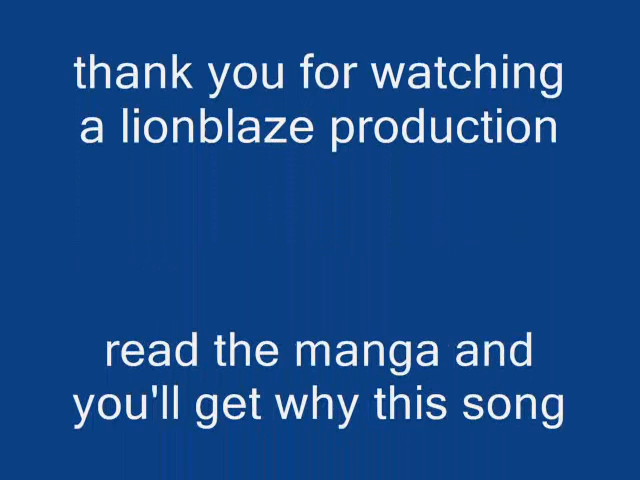 thank you for watching
a lionblaze production
read the manga and
you'll get why this song